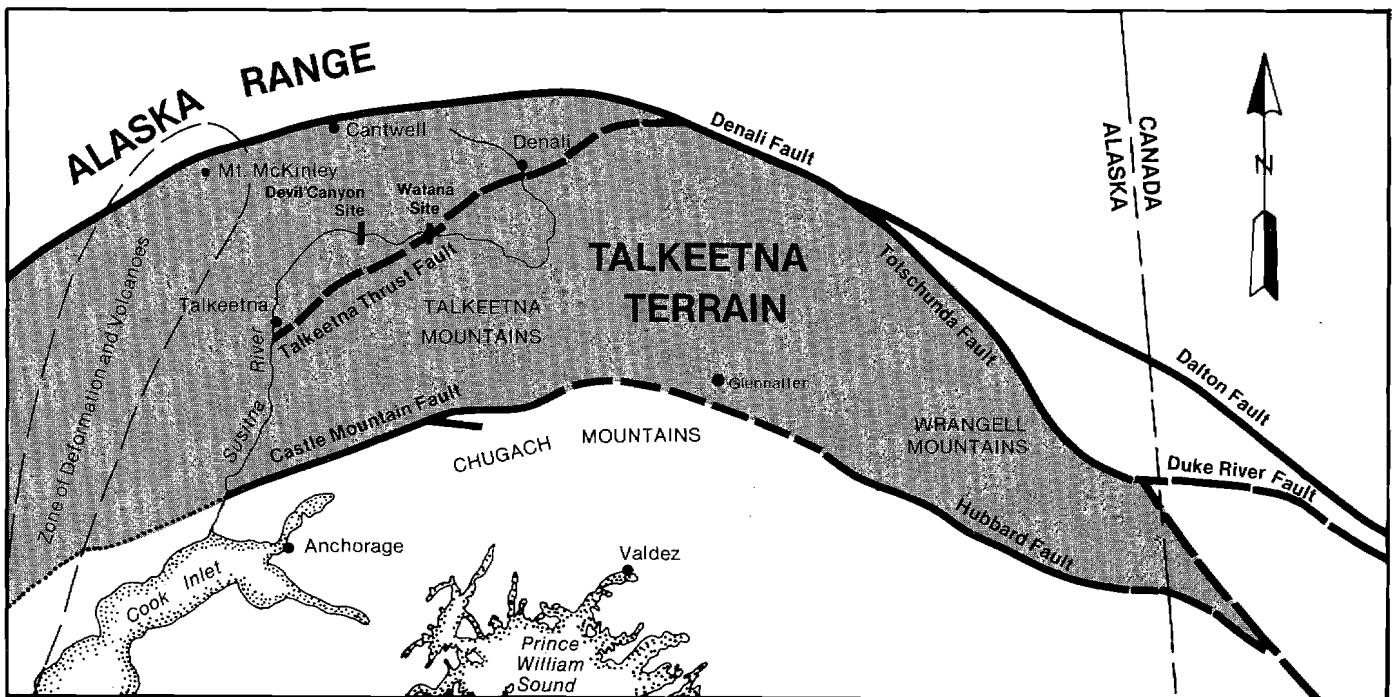 ALASKA RANGE
Cantwell
Denali
Denali Fault
CANADA
ALASKA
N
Mt. McKinley
Devil Canyon
Site
Watana
Site
TALKEETNA
TERRAIN
Totschunda Fault
Talkeetna
Talkeetna Thrust Fault
TALKEETNA
MOUNTAINS
Zone of Deformation and Volcanoes
Susitna River
Castle Mountain Fault
Dalton Fault
WRANGELL
MOUNTAINS
CHUGACH MOUNTAINS
Duke River Fault
Hubbard Fault
Anchorage
Valdez
Cook Inlet
Prince
William
Sound